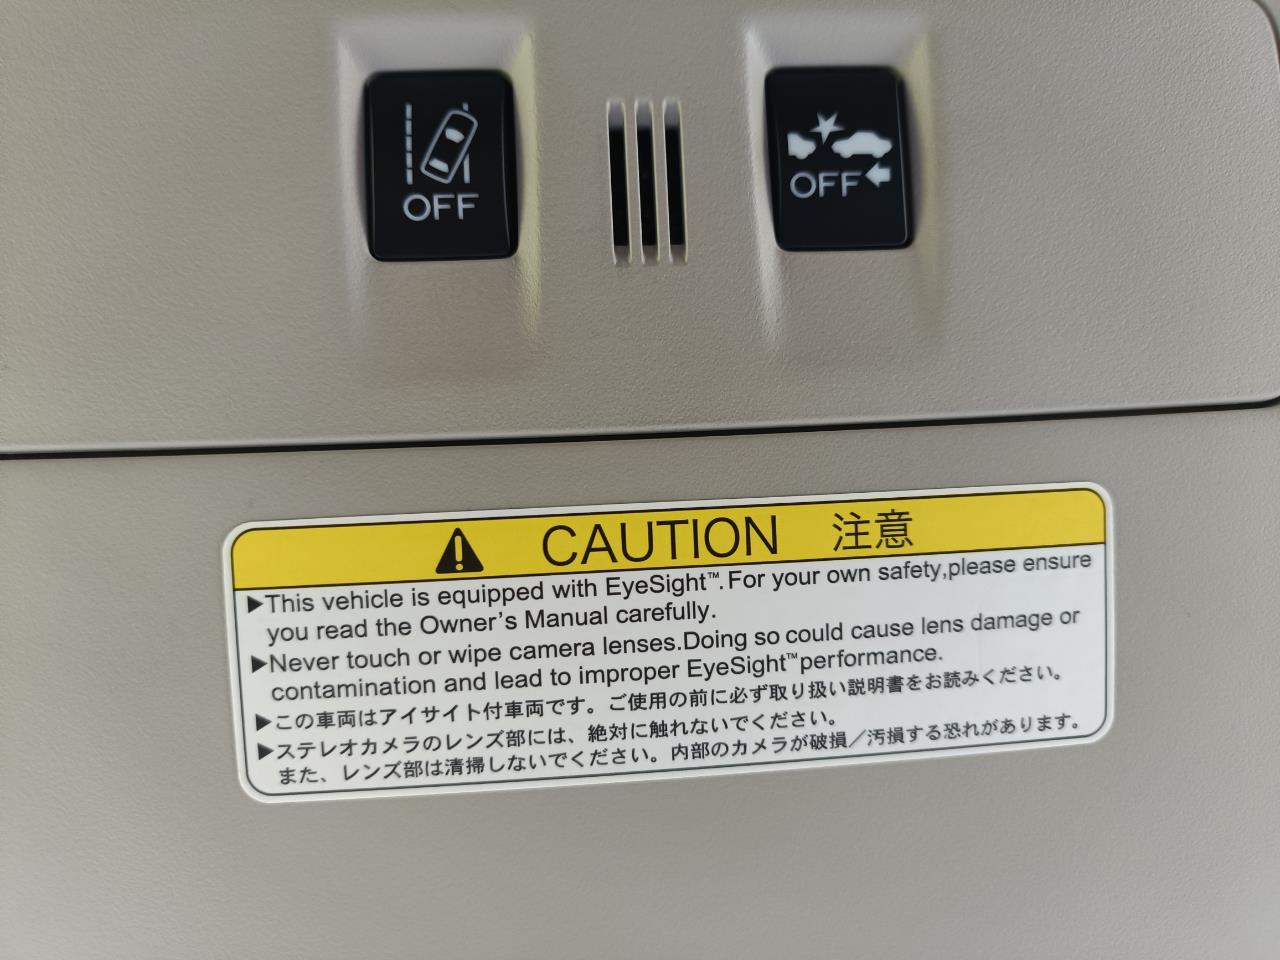 OFF
OFF
CAUTION 注意
▶This vehicle is equipped with EyeSight™.For your own safety,please ensure
you read the Owner's Manual carefully.
▶Never touch or wipe camera lenses.Doing so could cause lens damage or
contamination and lead to improper EyeSight™performance.
▶この車両はアイサイト付車両です。ご使用の前に必ず取り扱い説明書をお読みください。
▶ステレオカメラのレンズ部には、絶対に触れないでください。
また、レンズ部は清掃しないでください。内部のカメラが破損／汚損する恐れがあります。